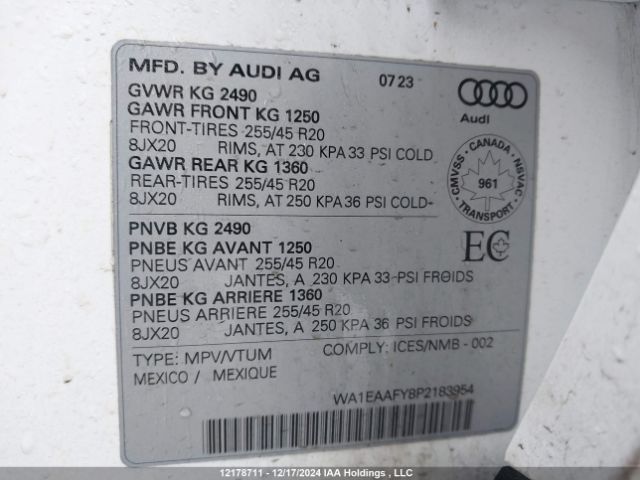 MFD. BY AUDI AG 07 23
Audi
GVWR KG 2490
GAWR FRONT KG 1250
FRONT-TIRES 255/45 R20
8JX20 RIMS, AT 230 KPA 33 PSI COLD
GAWR REAR KG 1360
REAR-TIRES 255/45 R20
8JX20 RIMS, AT 250 KPA 36 PSI COLD
CMVSS - CANADA - NSVAC
961
TRANSPORT
PNVB KG 2490
PNBE KG AVANT 1250
PNEUS AVANT 255/45 R20
8JX20 JANTES, A 230 KPA 33 PSI FROIDS
PNBE KG ARRIERE 1360
PNEUS ARRIERE 255/45 R20
8JX20 JANTES, A 250 KPA 36 PSI FROIDS
EC
TYPE: MPV/VTUM COMPLY: ICES/NMB - 002
MEXICO / MEXIQUE
WA1EAAFY8P2183954
12178711 - 12/17/2024 IAA Holdings , LLC